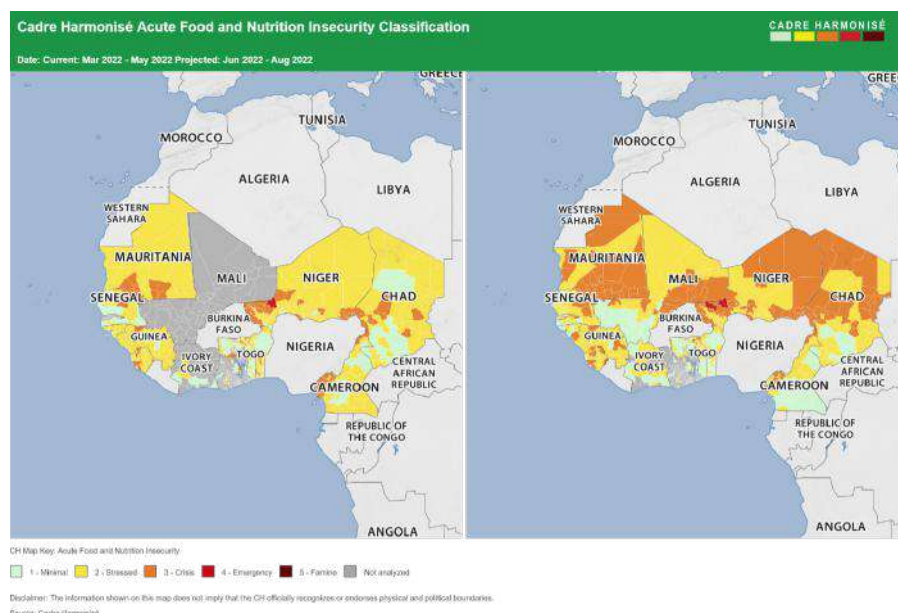 Cadre Harmonisé Acute Food and Nutrition Insecurity Classification
CADRE HARMONISÉ
Date: Current: Mar 2022 - May 2022 Projected: Jun 2022 - Aug 2022
GREECE
TUNISIA
MOROCCO
ALGERIA
LIBYA
WESTERN
SAHARA
MAURITANIA
MALI
NIGER
CHAD
SENEGAL
BURKINA
FASO
GUINEA
IVORY
COAST
TOGO
NIGERIA
CENTRAL
AFRICAN
REPUBLIC
CAMEROON
REPUBLIC OF
THE CONGO
ANGOLA
GREE
TUNISIA
MOROCCO
ALGERIA
LIBYA
WESTERN
SAHARA
MAURITANIA
MALI
NIGER
CHAD
SENEGAL
BURKINA
FASO
GUINEA
IVORY
COAST
TOGO
NIGERIA
CENTRAL
AFRICAN
REPUBLIC
CAMEROON
REPUBLIC OF
THE CONGO
ANGOLA
CH Map Key: Acute Food and Nutrition Insecurity
1 - Minimal 2 - Stressed 3 - Crisis 4 - Emergency 5 - Famine Not analyzed
Disclaimer: The information shown on this map does not imply that the CH officially recognizes or endorses physical and political boundaries.
Source: Cadre Harmonisé